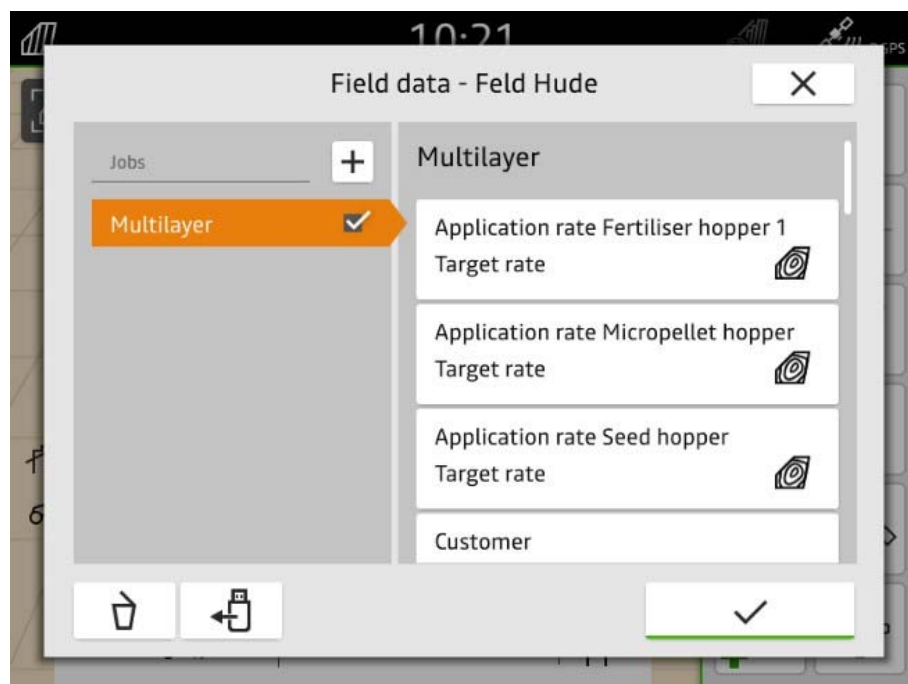 10:21
GPS
Field data - Feld Hude
Jobs
Multilayer
Multilayer
Application rate Fertiliser hopper 1
Target rate
Application rate Micropellet hopper
Target rate
Application rate Seed hopper
Target rate
Customer